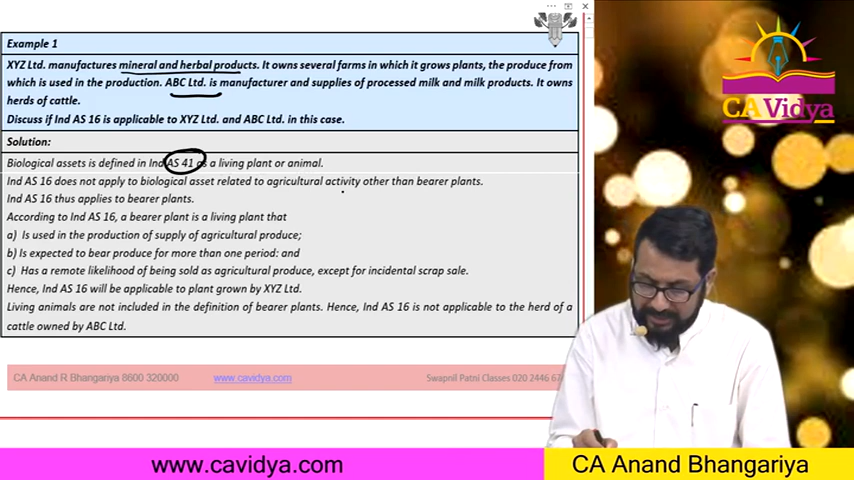 Example 1
XYZ Ltd. manufactures mineral and herbal products. It owns several farms in which it grows plants, the produce from
which is used in the production. ABC Ltd. is manufacturer and supplies of processed milk and milk products. It owns
herds of cattle.
Discuss if Ind AS 16 is applicable to XYZ Ltd. and ABC Ltd. in this case.
Solution:
Biological assets is defined in Ind AS 41 as a living plant or animal.
Ind AS 16 does not apply to biological asset related to agricultural activity other than bearer plants.
Ind AS 16 thus applies to bearer plants.
According to Ind AS 16, a bearer plant is a living plant that
a) Is used in the production of supply of agricultural produce;
b) Is expected to bear produce for more than one period: and
c) Has a remote likelihood of being sold as agricultural produce, except for incidental scrap sale.
Hence, Ind AS 16 will be applicable to plant grown by XYZ Ltd.
Living animals are not included in the definition of bearer plants. Hence, Ind AS 16 is not applicable to the herd of a
cattle owned by ABC Ltd.
CA Anand R Bhangariya 8600 320000 www.cavidya.com Swapnil Patni Classes 020 2446
CA Vidya
www.cavidya.com
CA Anand Bhangariya